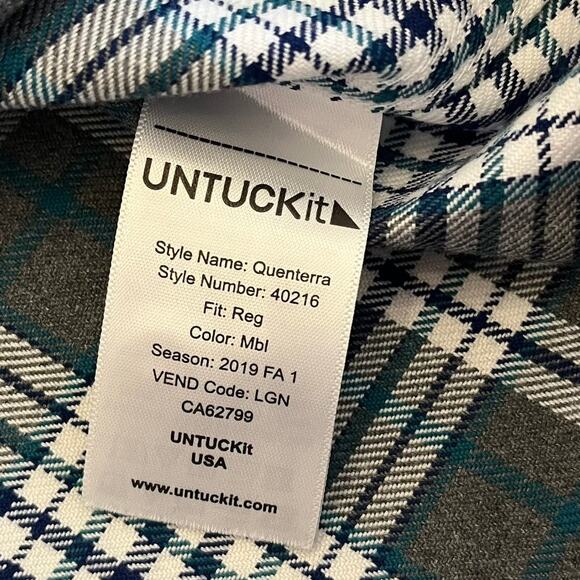 UNTUCKit
Style Name: Quenterra
Style Number: 40216
Fit: Reg
Color: Mbl
Season: 2019 FA 1
VEND Code: LGN
CA62799
UNTUCKit
USA
www.untuckit.com